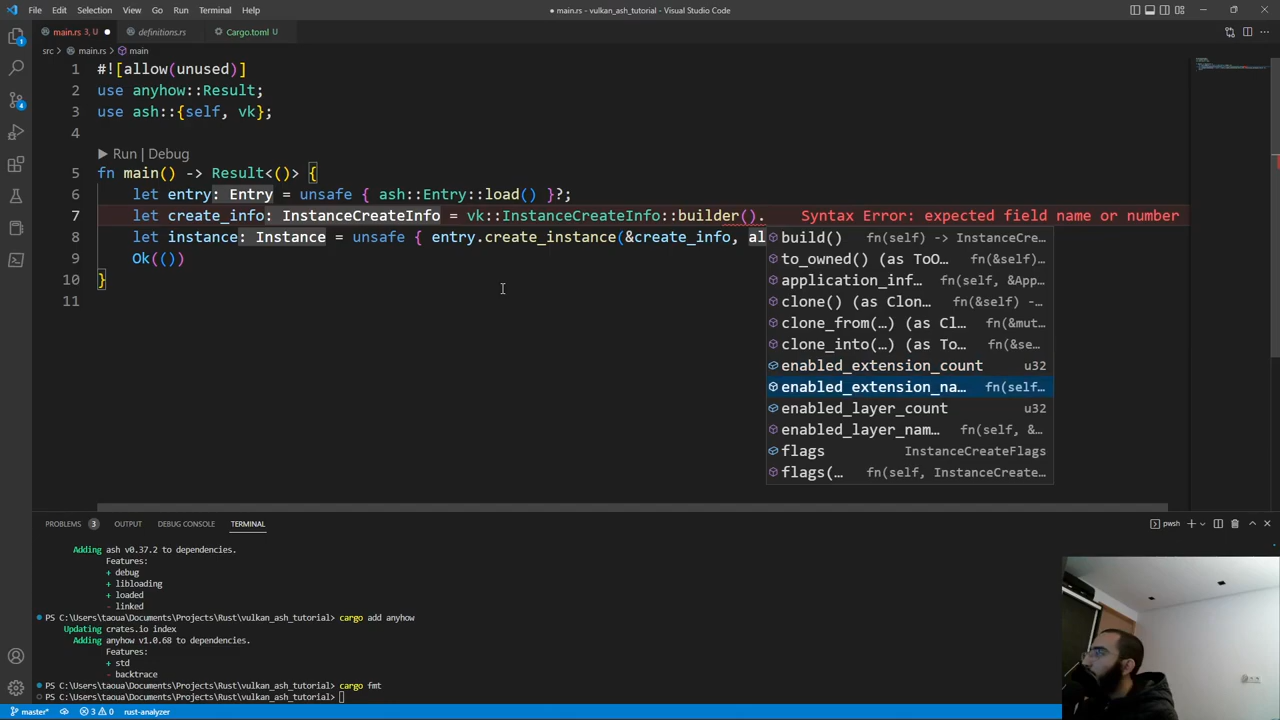 File Edit Selection View Go Run Terminal Help
● main.rs - vulkan_ash_tutorial - Visual Studio Code
main.rs 3, U ●
definitions.rs
Cargo.toml U
src > main.rs > main
1 #![allow(unused)]
2 use anyhow::Result;
3 use ash::{self, vk};
4
▶ Run | Debug
5 fn main() -> Result<()> {
6 let entry: Entry = unsafe { ash::Entry::load() }?;
7 let create_info: InstanceCreateInfo = vk::InstanceCreateInfo::builder(). Syntax Error: expected field name or number
8 let instance: Instance = unsafe { entry.create_instance(&create_info, al
9 Ok(())
10 }
11
build() fn(self) -> InstanceCre…
to_owned() (as ToO… fn(&self)…
application_inf… fn(self, &App…
clone() (as Clon… fn(&self) -…
clone_from(…) (as Cl… fn(&mut…
clone_into(…) (as To… fn(&se…
enabled_extension_count u32
enabled_extension_na… fn(self…
enabled_layer_count u32
enabled_layer_nam… fn(self, &…
flags InstanceCreateFlags
flags(… fn(self, InstanceCreate…
PROBLEMS 3 OUTPUT DEBUG CONSOLE TERMINAL
pwsh
Adding ash v0.37.2 to dependencies.
Features:
+ debug
+ libloading
+ loaded
- linked
PS C:\Users\taoua\Documents\Projects\Rust\vulkan_ash_tutorial> cargo add anyhow
Updating crates.io index
Adding anyhow v1.0.68 to dependencies.
Features:
+ std
- backtrace
PS C:\Users\taoua\Documents\Projects\Rust\vulkan_ash_tutorial> cargo fmt
PS C:\Users\taoua\Documents\Projects\Rust\vulkan_ash_tutorial>
master* 3 0 rust-analyzer